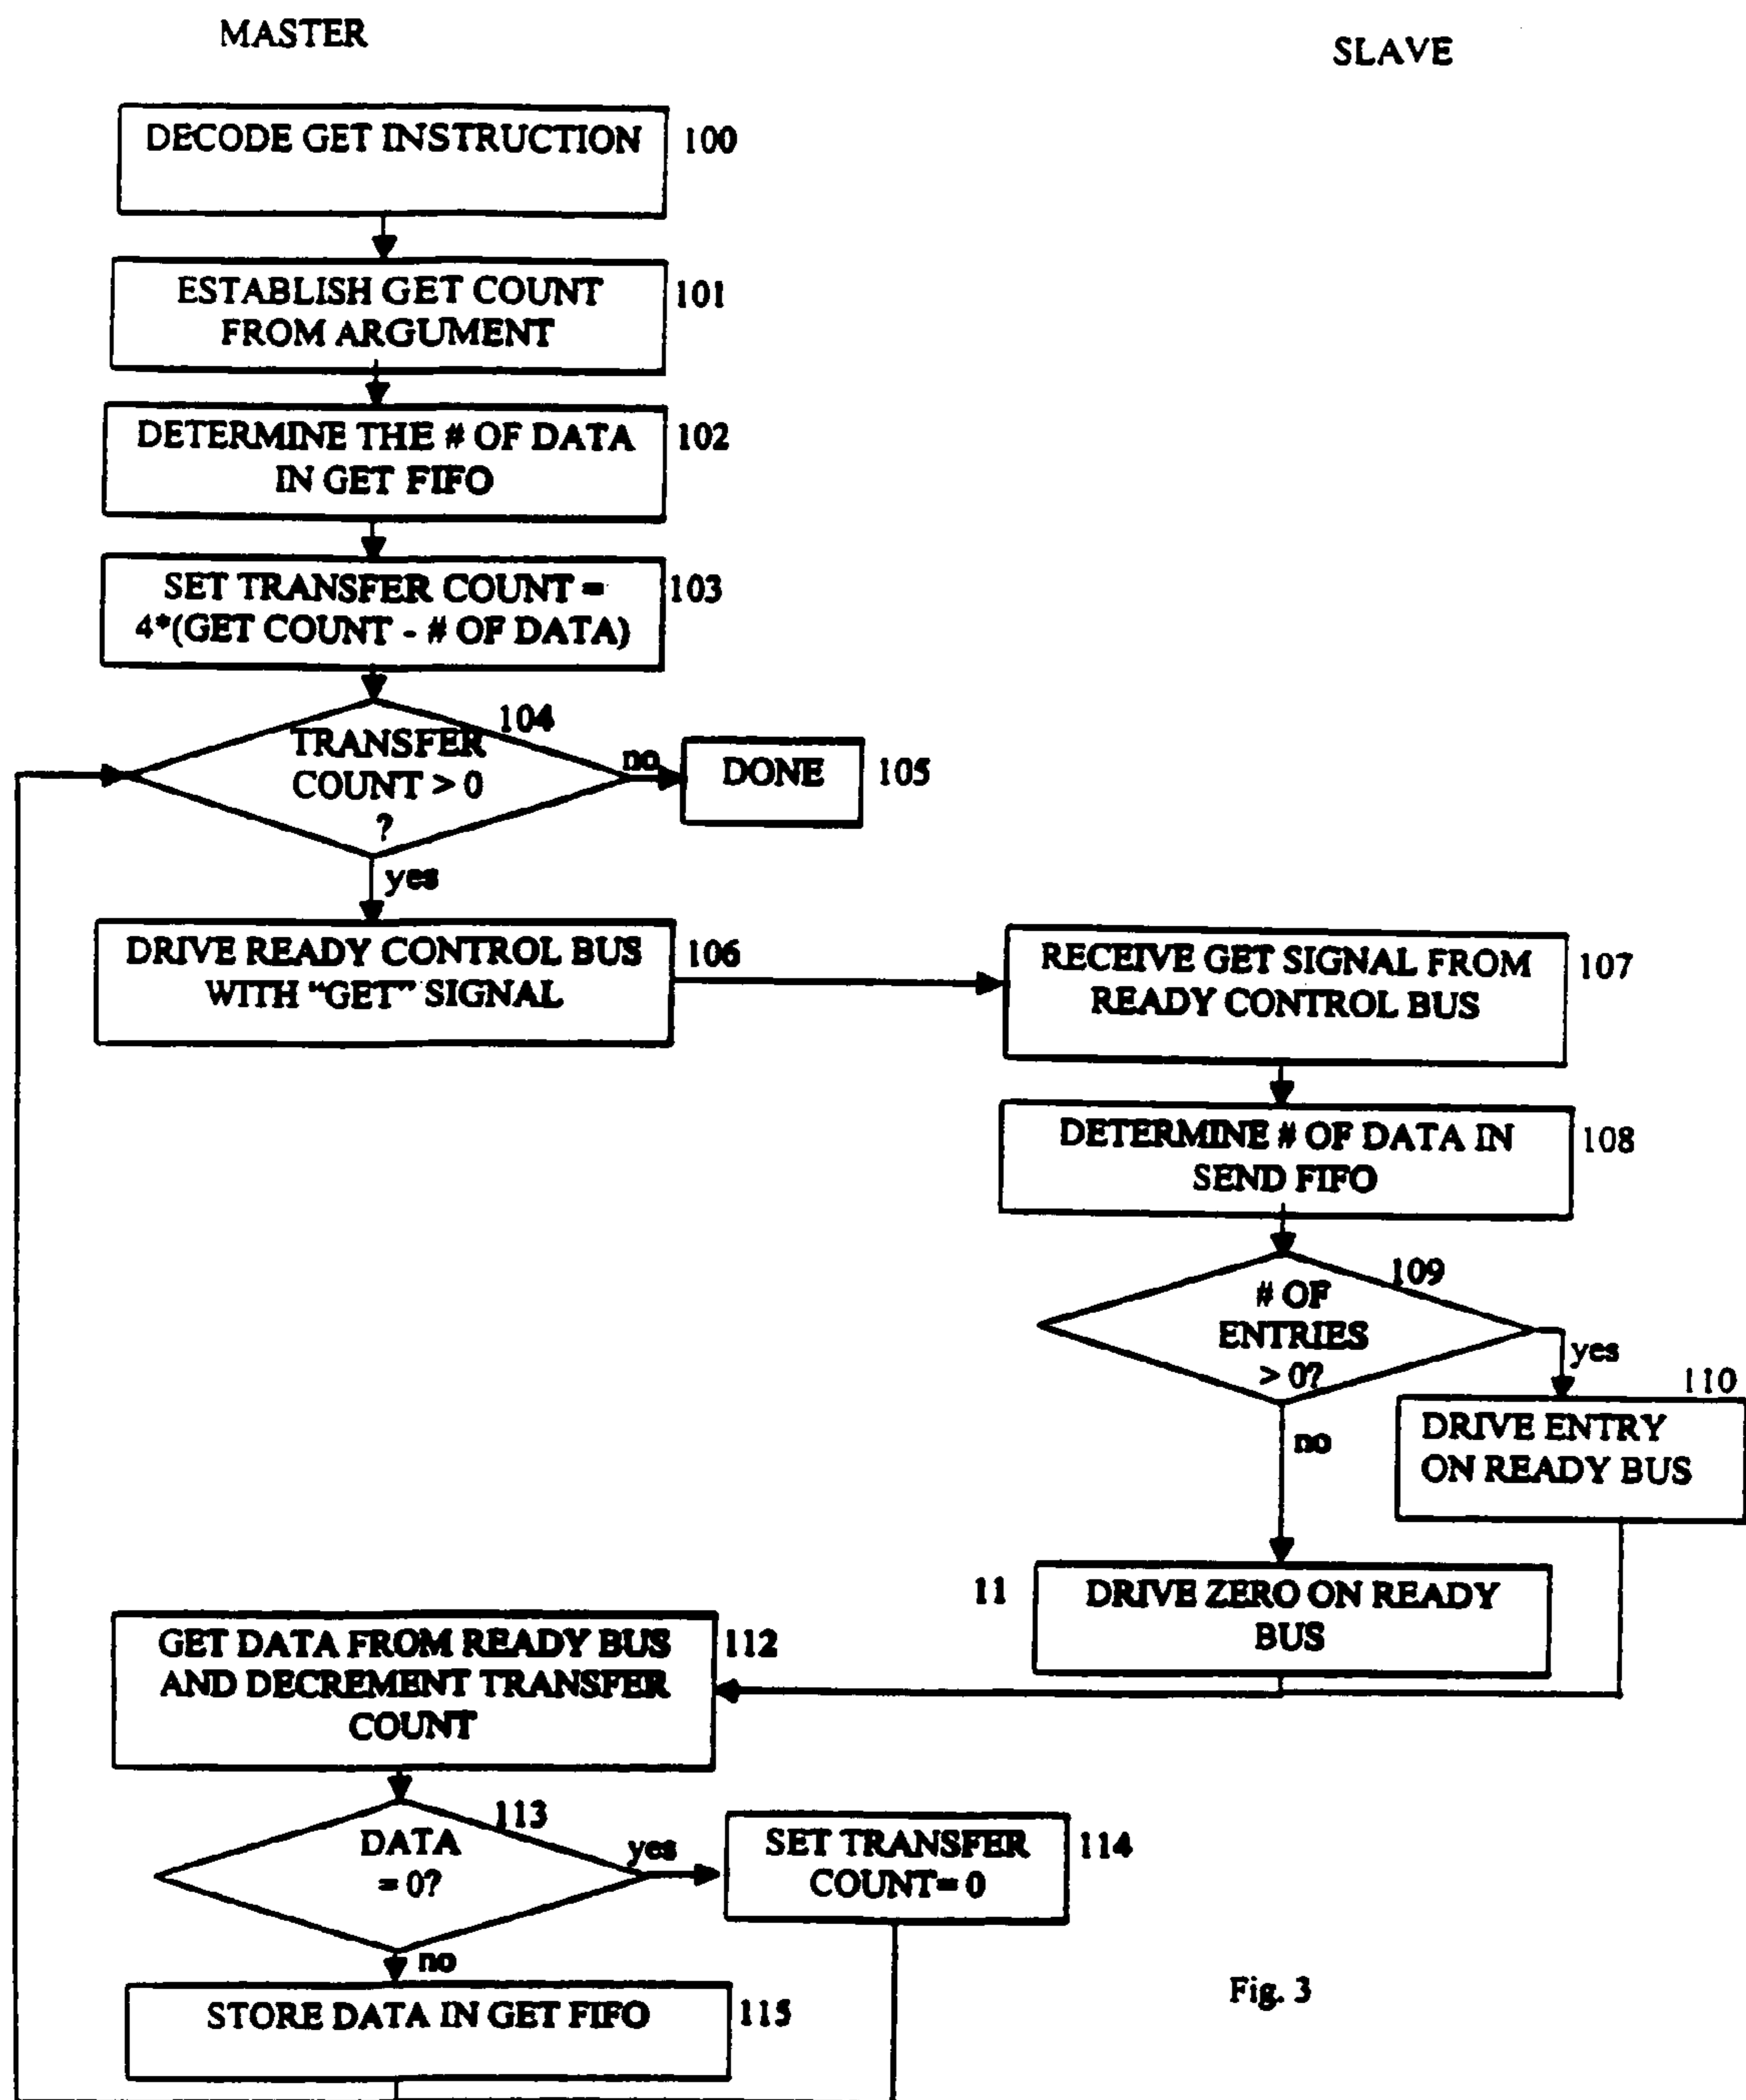 MASTER
SLAVE
DECODE GET INSTRUCTION
100
ESTABLISH GET COUNT
FROM ARGUMENT
101
DETERMINE THE # OF DATA
IN GET FIFO
102
SET TRANSFER COUNT =
4*(GET COUNT - # OF DATA)
103
104
TRANSFER
COUNT > 0
?
no
DONE
105
yes
DRIVE READY CONTROL BUS
WITH "GET" SIGNAL
106
RECEIVE GET SIGNAL FROM
READY CONTROL BUS
107
DETERMINE # OF DATA IN
SEND FIFO
108
109
# OF
ENTRIES
> 0?
yes
110
no
DRIVE ENTRY
ON READY BUS
11
DRIVE ZERO ON READY
BUS
GET DATA FROM READY BUS
AND DECREMENT TRANSFER
COUNT
112
113
DATA
= 0?
yes
SET TRANSFER
COUNT= 0
114
no
STORE DATA IN GET FIFO
115
Fig. 3